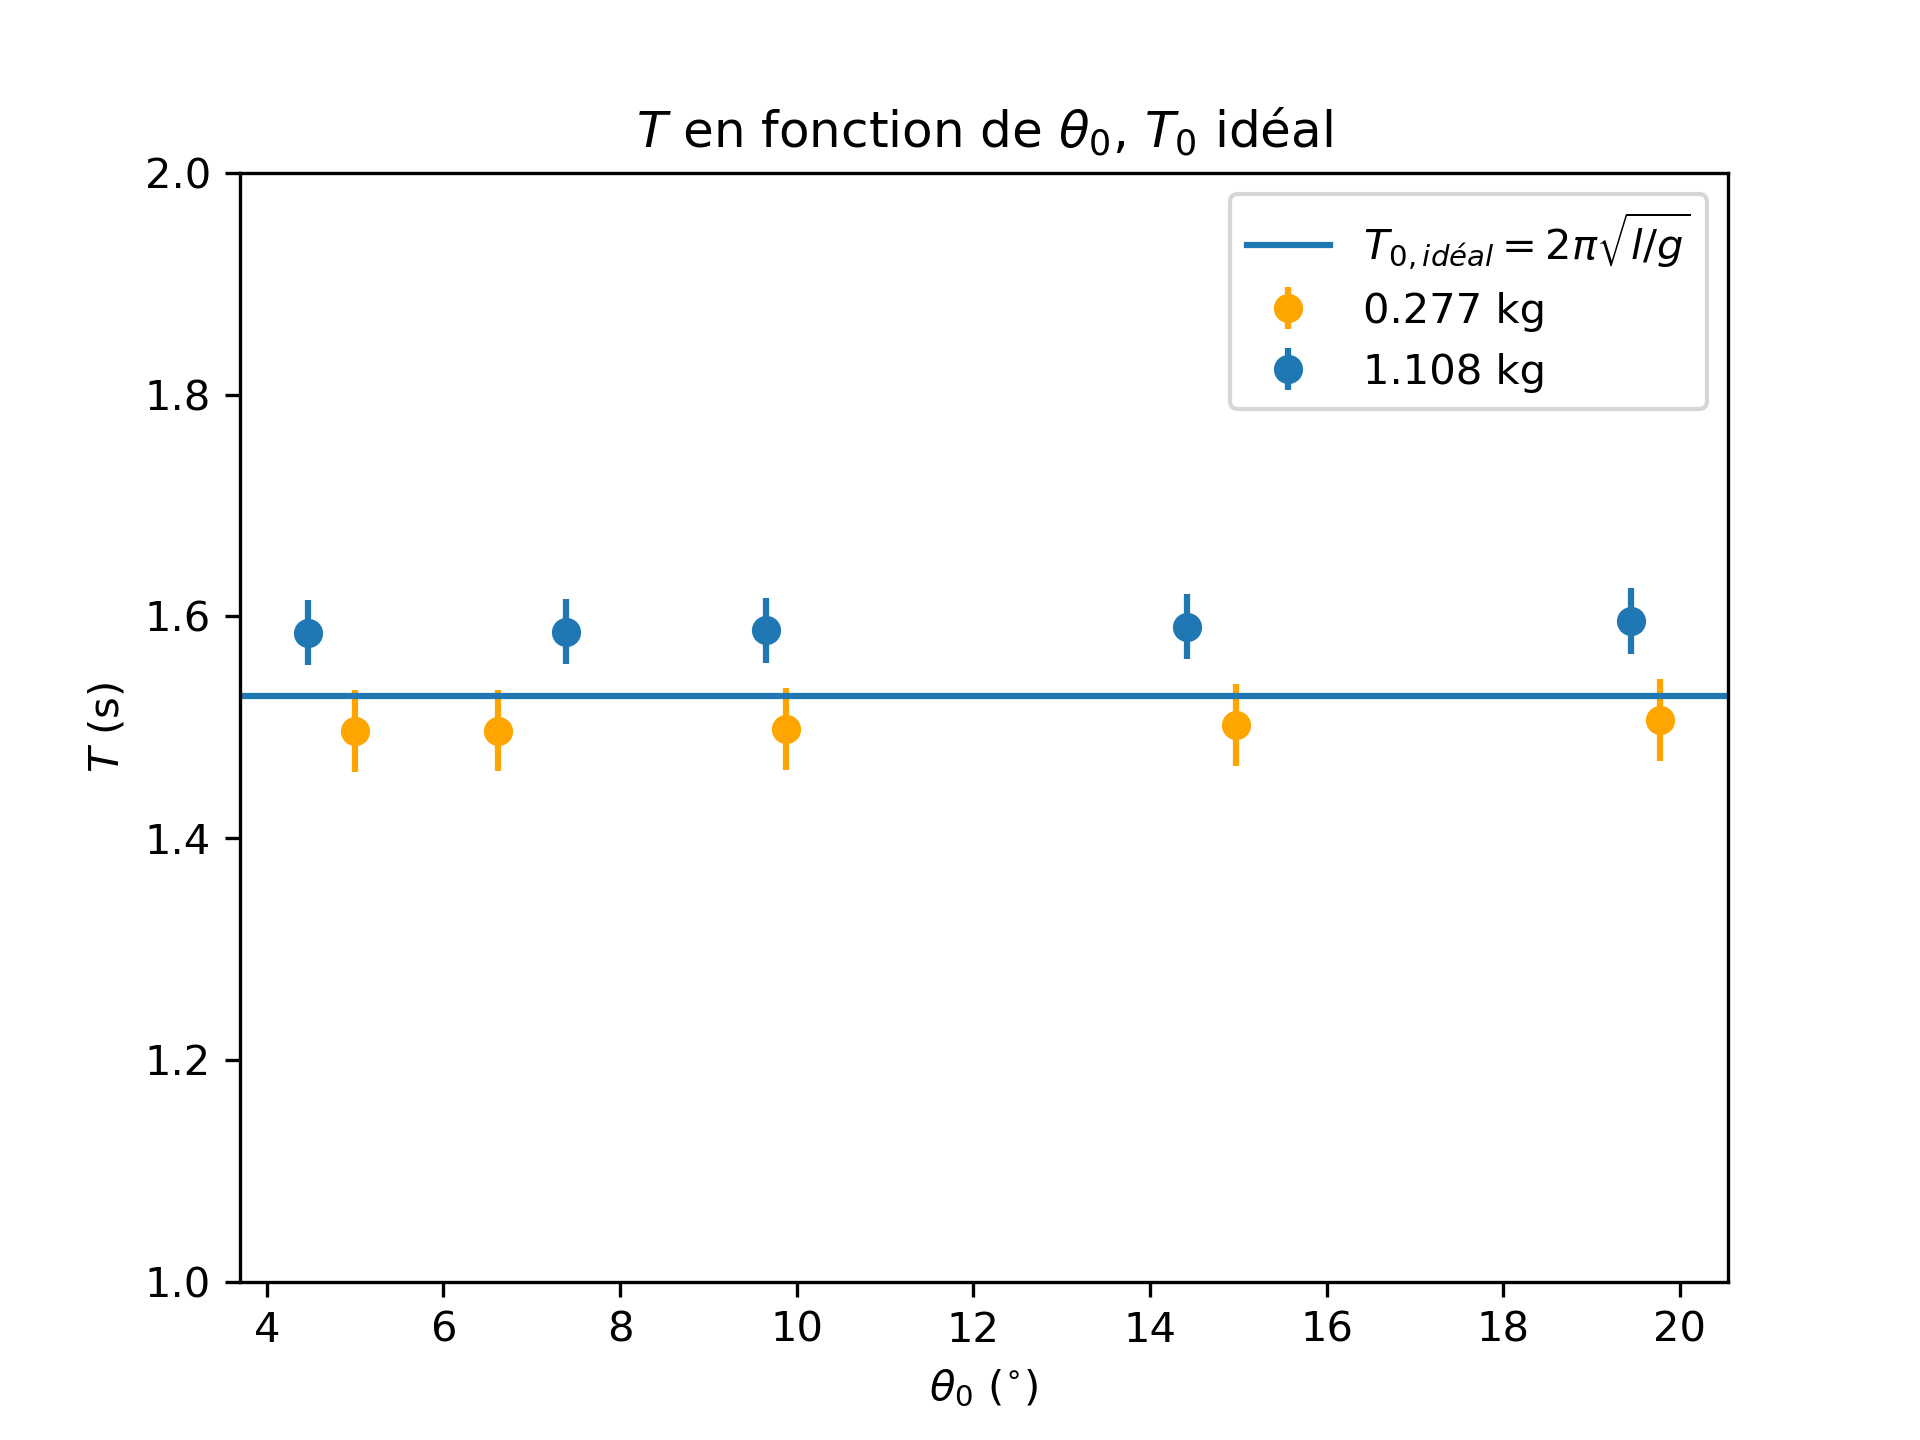 T en fonction de θ₀, T₀ idéal
T₀,idéal = 2π√l/g
0.277 kg
1.108 kg
2.0
1.8
1.6
1.4
1.2
1.0
T (s)
4 6 8 10 12 14 16 18 20
θ₀ (°)